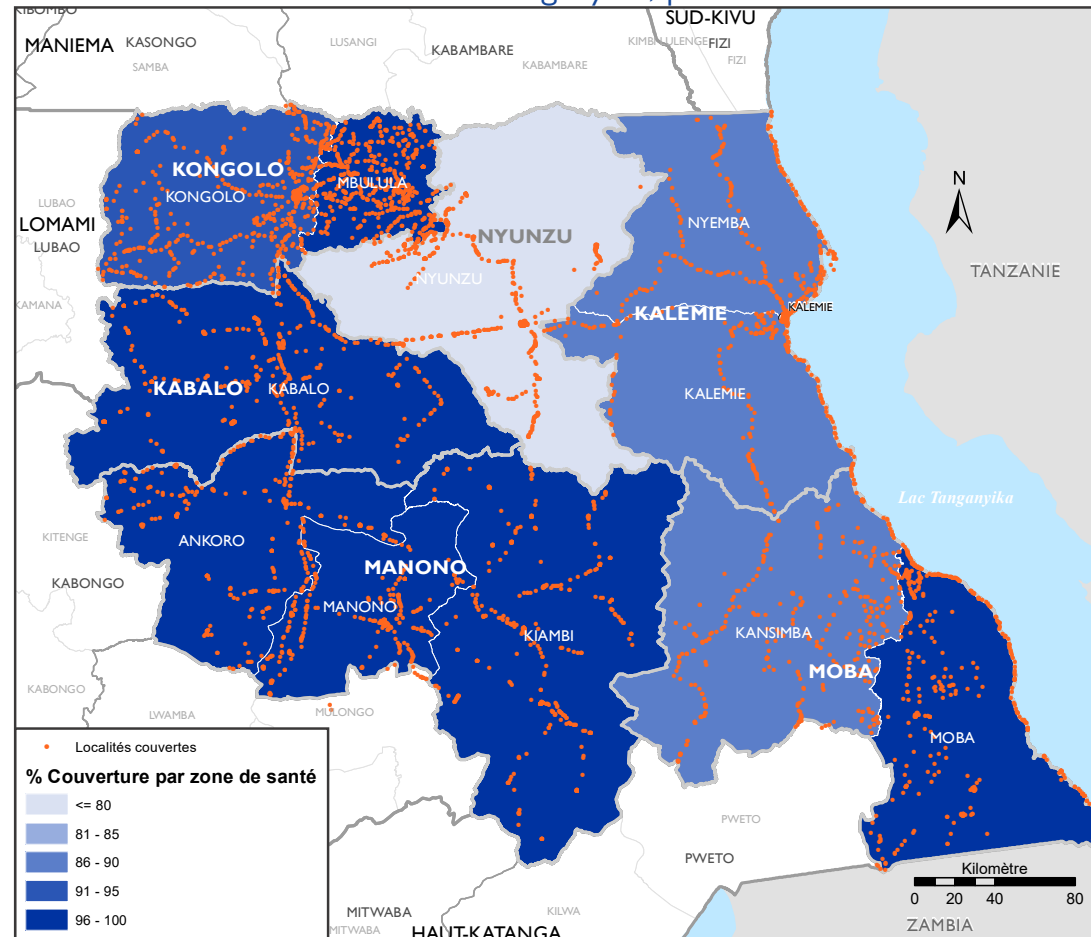 SUD-KIVU
MANIEMA
KASONGO
SAMBA
LUSANGI
KABAMBARE
KABAMBARE
FIZI
FIZI
KONGOLO
KONGOLO
MBULULA
NYEMBA
LUBAO
LOMAMI
LUBAO
NYUNZU
NYUNZU
N
TANZANIE
KAMANA
KALEMIE
KALEMIE
KABALO
KABALO
KALEMIE
Lac Tanganyika
KITENGE
ANKORO
KABONGO
MANONO
MANONO
KIAMBI
KANSIMBA
MOBA
KABONGO
LWAMBA
MULONGO
MOBA
Localités couvertes
% Couverture par zone de santé
<= 80
81 - 85
86 - 90
91 - 95
96 - 100
PWETO
PWETO
Kilomètre
0 20 40 80
MITWABA
MITWABA
KILWA
HAUT-KATANGA
ZAMBIA